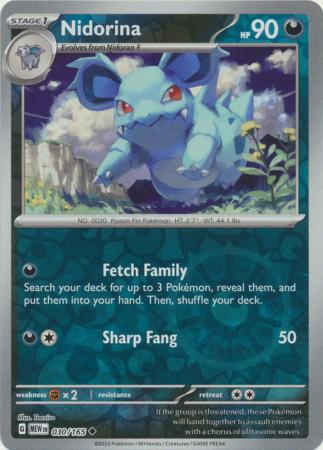 STAGE 1
Nidorina
HP 90
Evolves from Nidoran♀
NO. 0030 Poison Pin Pokémon HT: 2'7" WT: 44.1 lbs.
Fetch Family
Search your deck for up to 3 Pokémon, reveal them, and
put them into your hand. Then, shuffle your deck.
Sharp Fang 50
weakness ×2 resistance retreat
Illus. Teeziro
G MEW EN 030/165
If the group is threatened, these Pokémon
will band together to assault enemies
with a chorus of ultrasonic waves.
©2023 Pokémon / Nintendo / Creatures / GAME FREAK